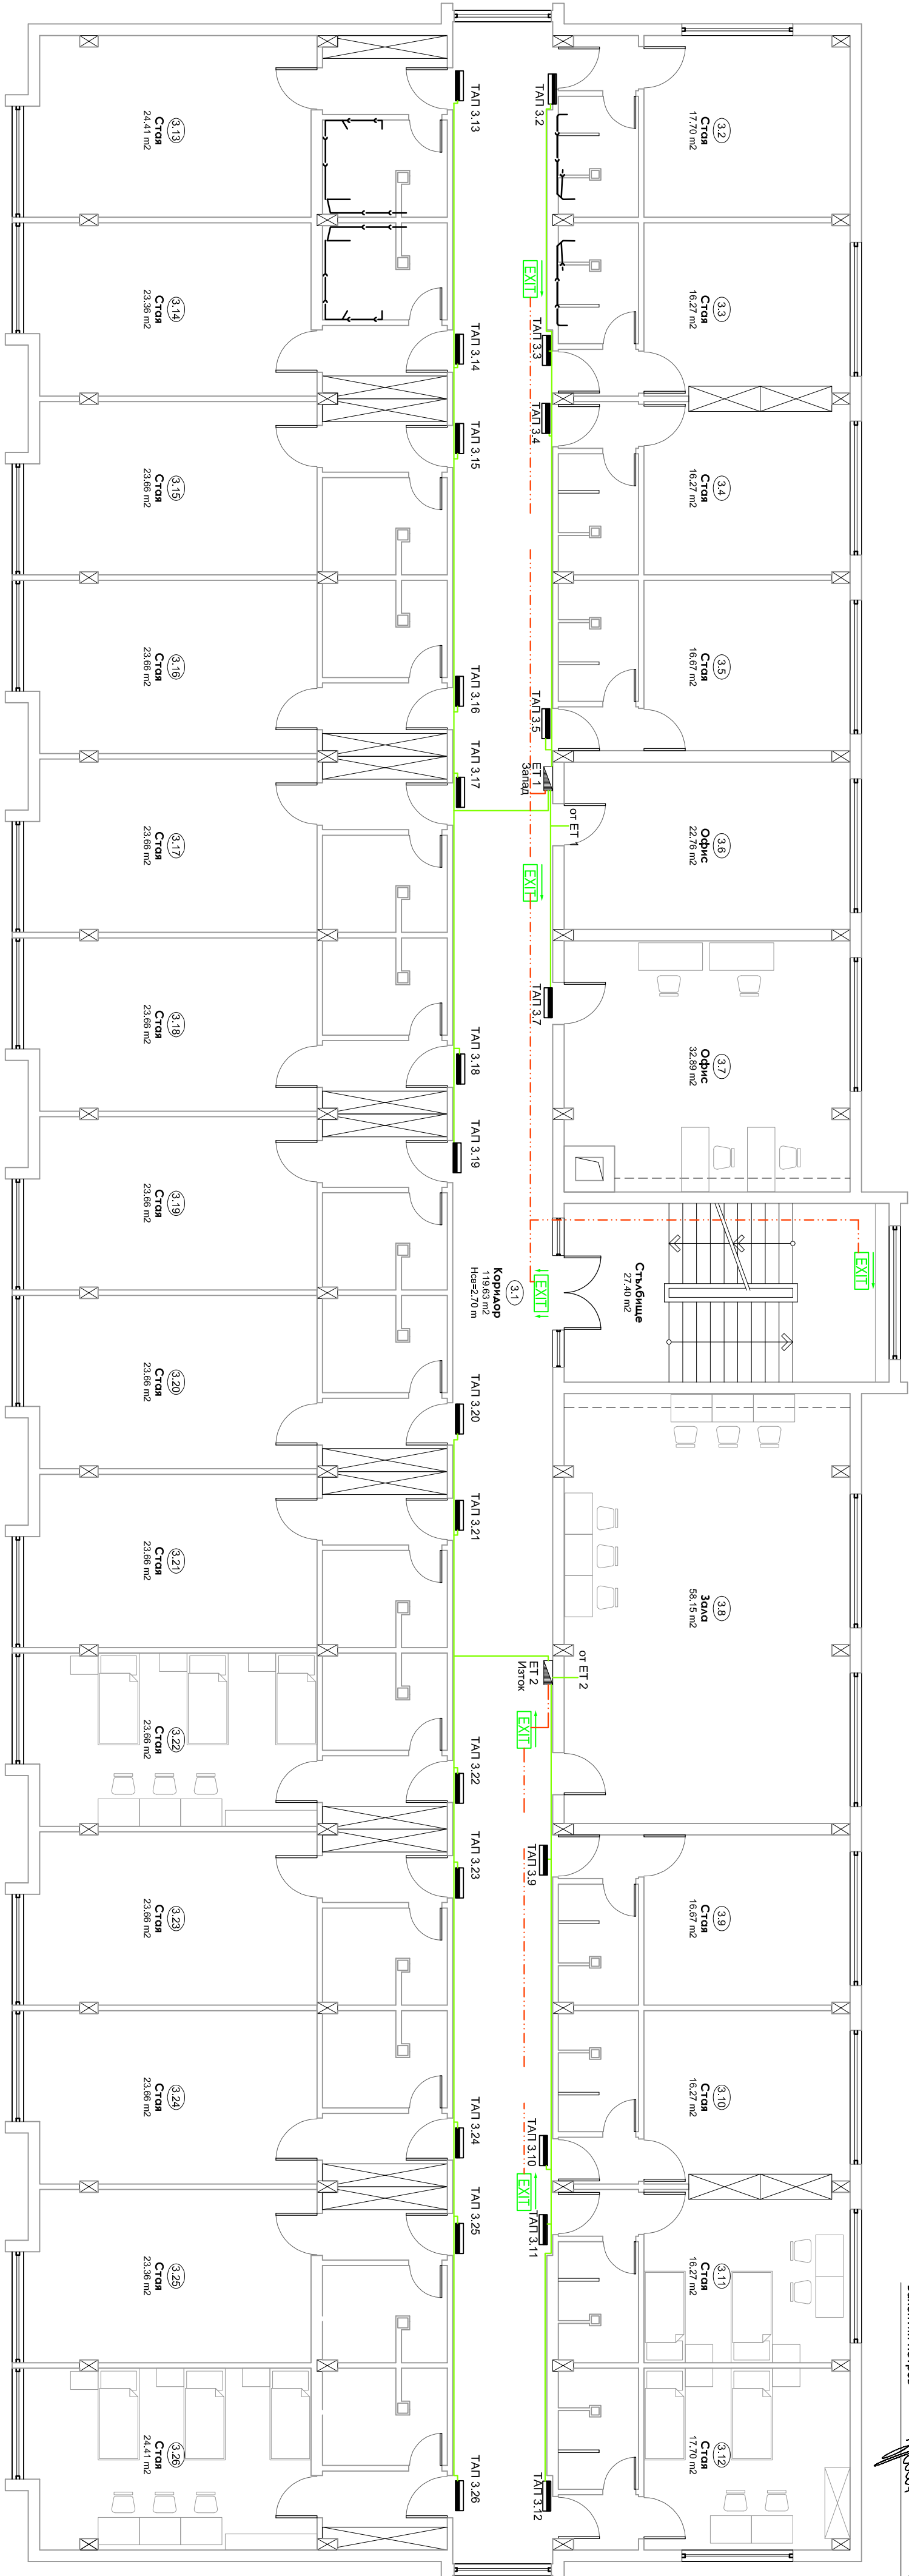 3.2
Стая
17.70 m2
3.3
Стая
16.27 m2
3.4
Стая
16.27 m2
3.5
Стая
16.67 m2
3.6
Офис
22.76 m2
3.7
Офис
32.89 m2
Стълбище
27.40 m2
3.8
Зала
58.15 m2
3.9
Стая
16.67 m2
3.10
Стая
16.27 m2
3.11
Стая
16.27 m2
3.12
Стая
17.70 m2
EXIT
ТАП 3.2
ТАП 3.3
ТАП 3.4
ТАП 3.5
ЕТ 1
Запад
от ЕТ 1
ТАП 3.7
от ЕТ 2
ЕТ 2
Изток
ТАП 3.9
ТАП 3.10
ТАП 3.11
ТАП 3.12
EXIT
EXIT
EXIT
EXIT
EXIT
3.1
Коридор
119.63 m2
Hсв=2.70 m
ТАП 3.13
ТАП 3.14
ТАП 3.15
ТАП 3.16
ТАП 3.17
ТАП 3.18
ТАП 3.19
ТАП 3.20
ТАП 3.21
ТАП 3.22
ТАП 3.23
ТАП 3.24
ТАП 3.25
ТАП 3.26
3.13
Стая
24.41 m2
3.14
Стая
23.36 m2
3.15
Стая
23.66 m2
3.16
Стая
23.66 m2
3.17
Стая
23.66 m2
3.18
Стая
23.66 m2
3.19
Стая
23.66 m2
3.20
Стая
23.66 m2
3.21
Стая
23.66 m2
3.22
Стая
23.66 m2
3.23
Стая
23.66 m2
3.24
Стая
23.66 m2
3.25
Стая
23.36 m2
3.26
Стая
24.41 m2